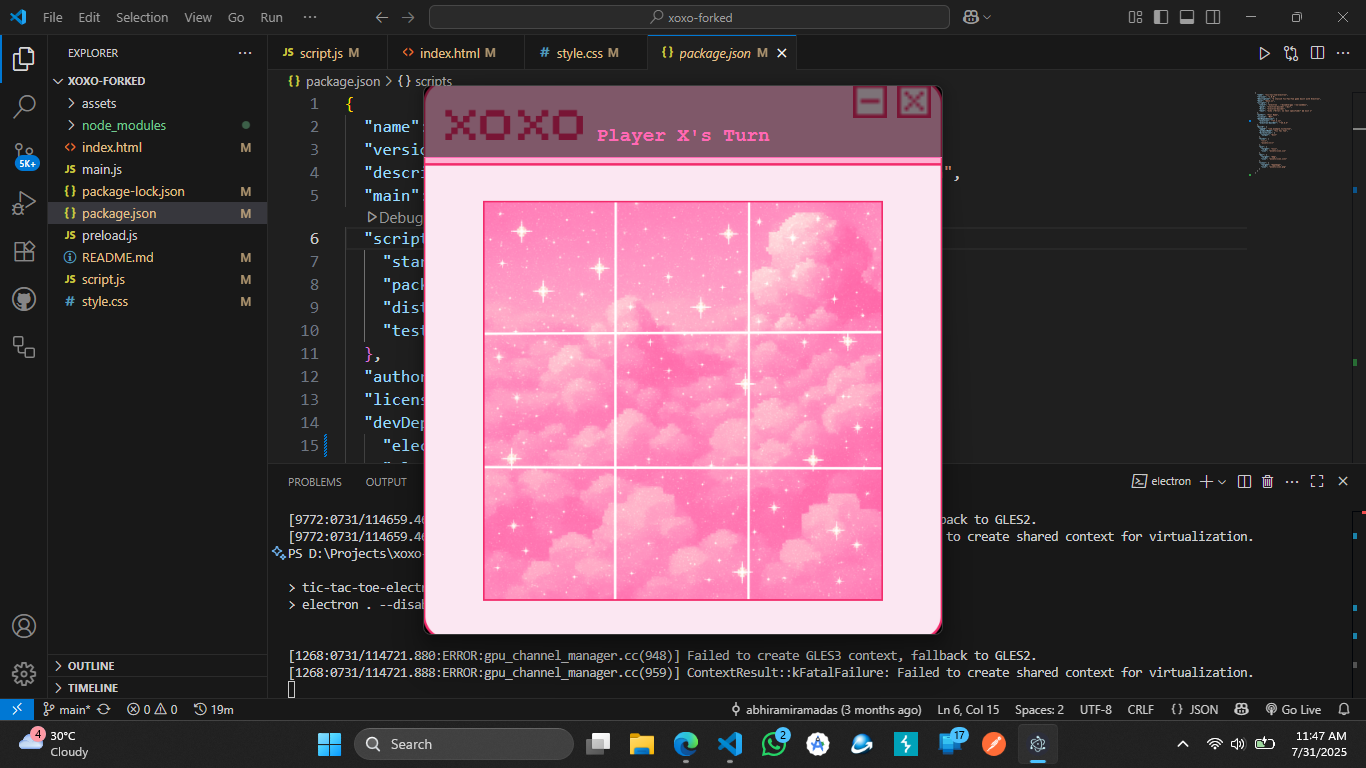 File Edit Selection View Go Run ··· xoxo-forked
EXPLORER ···
XOXO-FORKED
assets
node_modules
index.html M
main.js
package-lock.json M
package.json M
preload.js
README.md M
script.js M
style.css M
5K+
OUTLINE
TIMELINE
script.js M index.html M style.css M package.json M
package.json > {} scripts
1 {
2 "name":
3 "versio
4 "descri ",
5 "main":
Debug
6 "script
7 "star
8 "pack
9 "dist
10 "test
11 },
12 "author
13 "licens
14 "devDep
15 "elec
XOXO Player X's Turn
PROBLEMS OUTPUT electron
[9772:0731/114659.46 back to GLES2.
[9772:0731/114659.46 to create shared context for virtualization.
PS D:\Projects\xoxo-
> tic-tac-toe-electr
> electron . --disab
[1268:0731/114721.880:ERROR:gpu_channel_manager.cc(948)] Failed to create GLES3 context, fallback to GLES2.
[1268:0731/114721.888:ERROR:gpu_channel_manager.cc(959)] ContextResult::kFatalFailure: Failed to create shared context for virtualization.
main* 0 0 19m abhiramiramadas (3 months ago) Ln 6, Col 15 Spaces: 2 UTF-8 CRLF {} JSON Go Live
4
30°C
Cloudy
Search
2
17
11:47 AM
7/31/2025